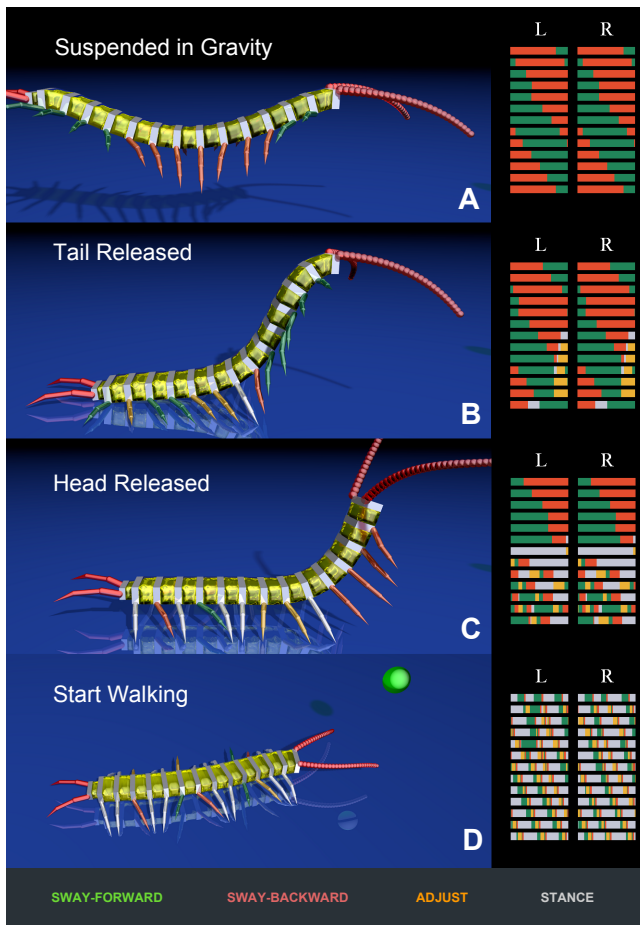 Suspended in Gravity
L R
A
Tail Released
L R
B
Head Released
L R
C
Start Walking
L R
D
SWAY-FORWARD SWAY-BACKWARD ADJUST STANCE